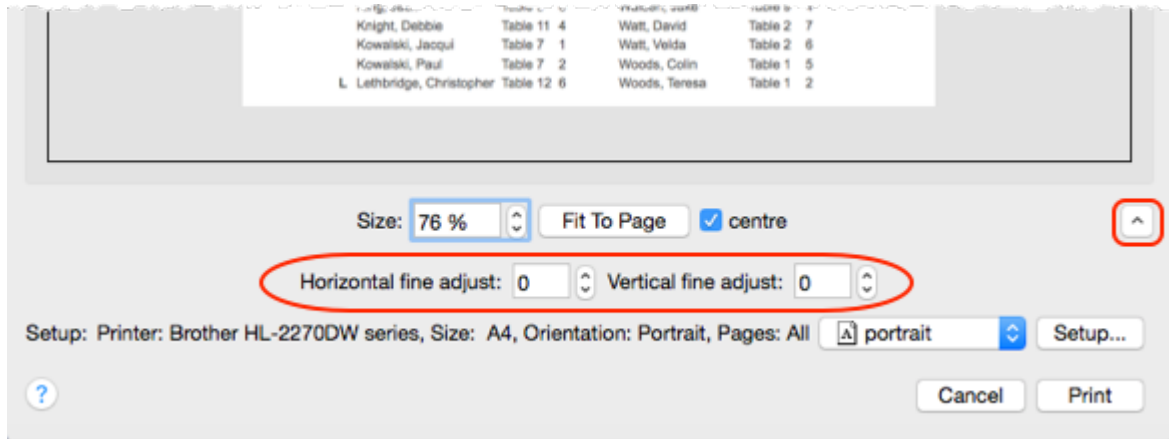 Knight, Debbie Table 11 4 Watt, David Table 2 7
Kowalski, Jacqui Table 7 1 Watt, Velda Table 2 6
Kowalski, Paul Table 7 2 Woods, Colin Table 1 5
L Lethbridge, Christopher Table 12 6 Woods, Teresa Table 1 2
Size: 76 % Fit To Page centre
Horizontal fine adjust: 0 Vertical fine adjust: 0
Setup: Printer: Brother HL-2270DW series, Size: A4, Orientation: Portrait, Pages: All portrait Setup...
? Cancel Print